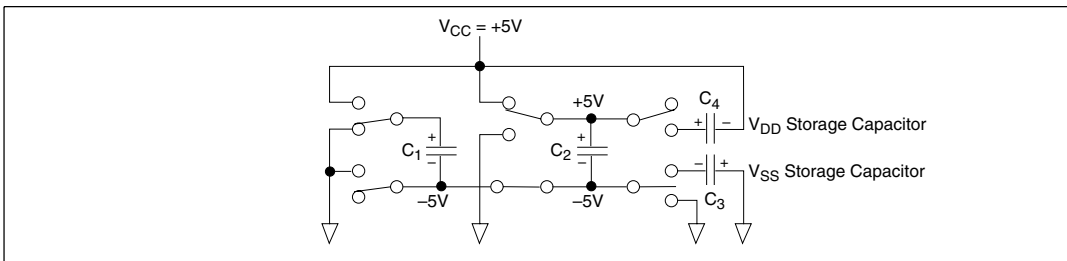 V_CC = +5V
+5V
C_4
+ −
V_DD Storage Capacitor
+
C_1
−
+
C_2
−
− +
V_SS Storage Capacitor
C_3
−5V
−5V